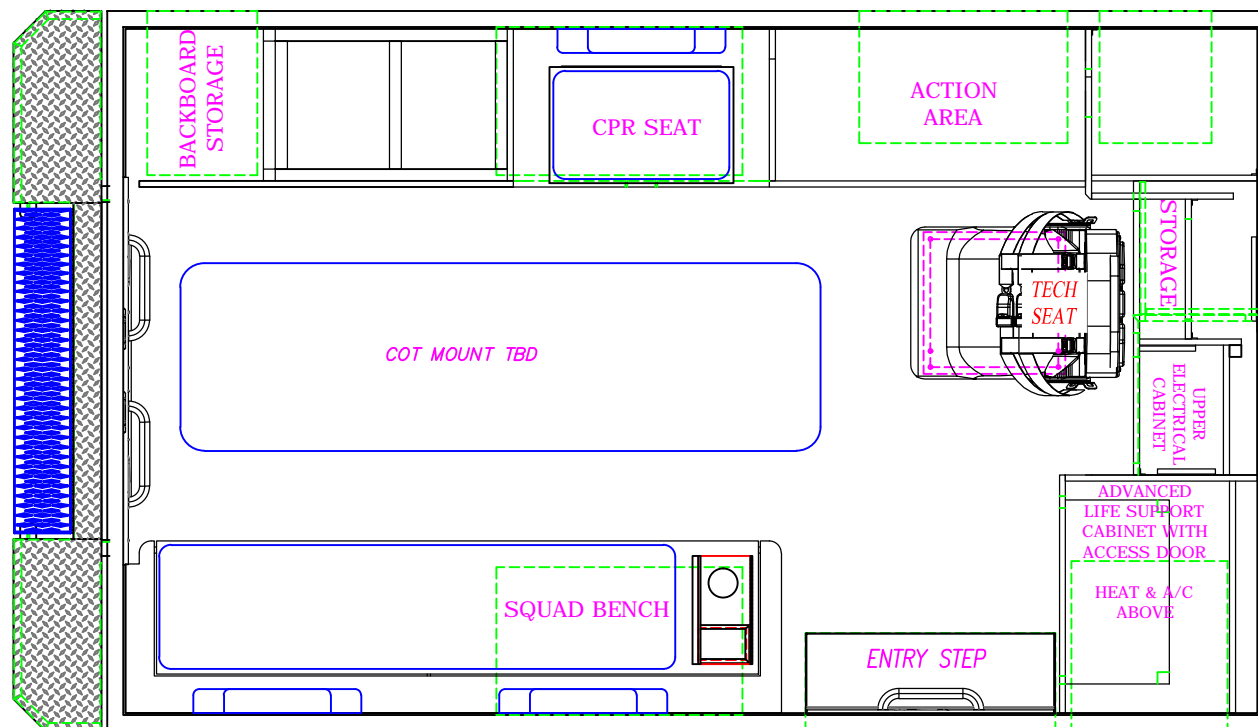 BACKBOARD
STORAGE
CPR SEAT
ACTION
AREA
STORAGE
TECH
SEAT
COT MOUNT TBD
UPPER
ELECTRICAL
CABINET
ADVANCED
LIFE SUPPORT
CABINET WITH
ACCESS DOOR
HEAT & A/C
ABOVE
SQUAD BENCH
ENTRY STEP